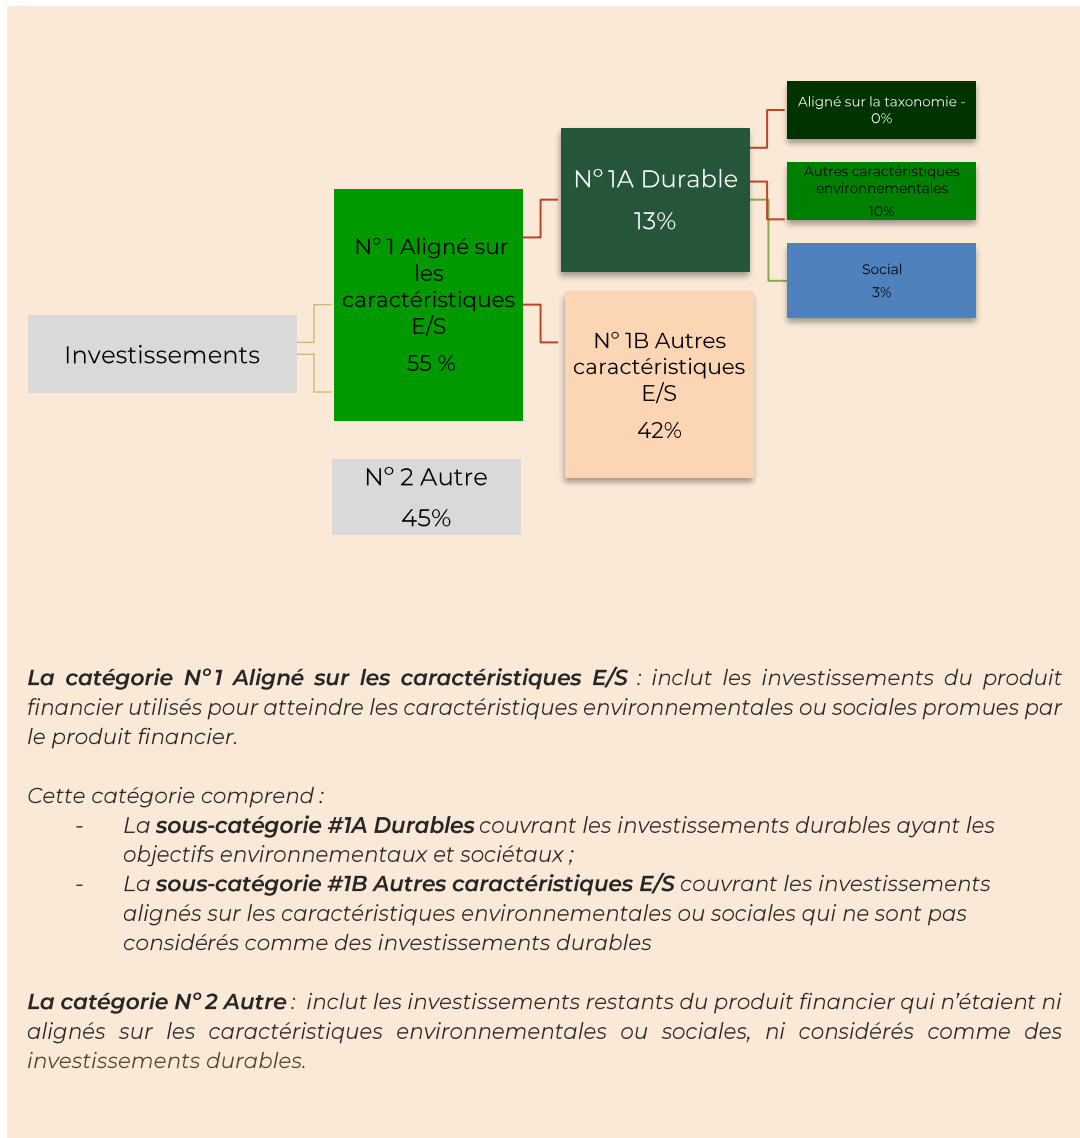 Investissements
Nº 1 Aligné sur
les
caractéristiques
E/S
55 %
Nº 2 Autre
45%
Nº 1A Durable
13%
Nº 1B Autres
caractéristiques
E/S
42%
Aligné sur la taxonomie -
0%
Autres caractéristiques
environnementales
10%
Social
3%
La catégorie Nº 1 Aligné sur les caractéristiques E/S : inclut les investissements du produit
financier utilisés pour atteindre les caractéristiques environnementales ou sociales promues par
le produit financier.
Cette catégorie comprend :
- La sous-catégorie #1A Durables couvrant les investissements durables ayant les
objectifs environnementaux et sociétaux ;
- La sous-catégorie #1B Autres caractéristiques E/S couvrant les investissements
alignés sur les caractéristiques environnementales ou sociales qui ne sont pas
considérés comme des investissements durables
La catégorie Nº 2 Autre : inclut les investissements restants du produit financier qui n’étaient ni
alignés sur les caractéristiques environnementales ou sociales, ni considérés comme des
investissements durables.